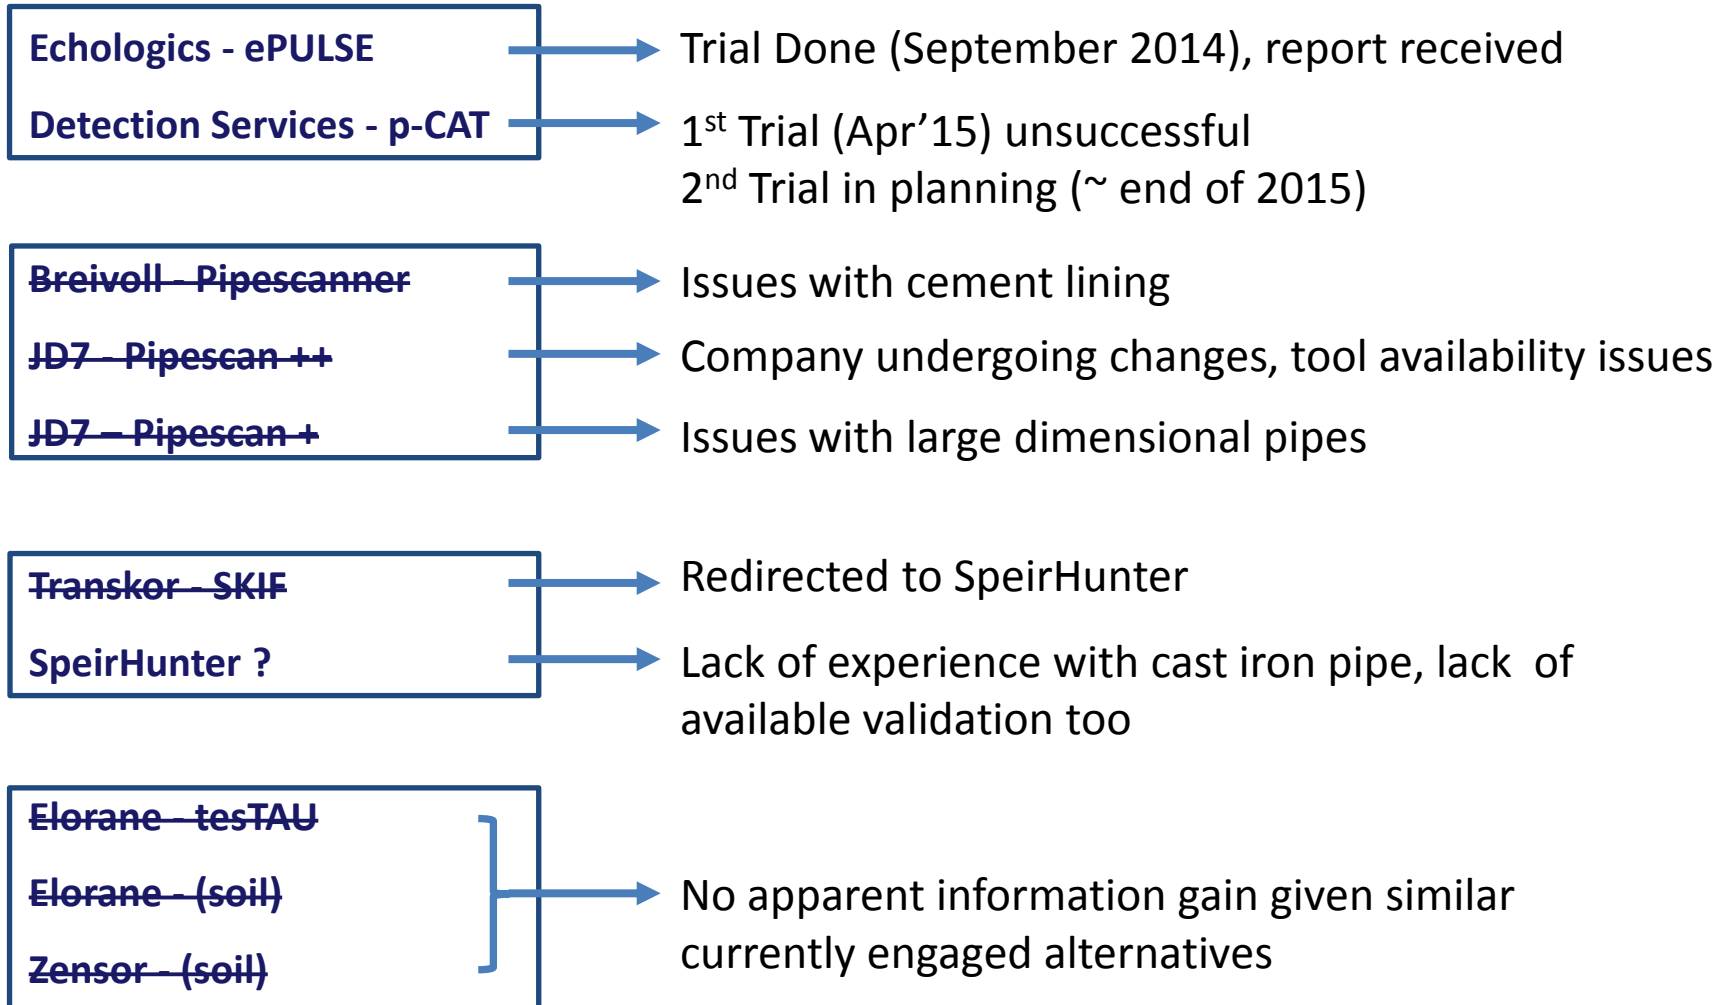 Echologics - ePULSE
Trial Done (September 2014), report received
Detection Services - p-CAT
1st Trial (Apr’15) unsuccessful
2nd Trial in planning (~ end of 2015)
Breivoll - Pipescanner
Issues with cement lining
JD7 - Pipescan ++
Company undergoing changes, tool availability issues
JD7 – Pipescan +
Issues with large dimensional pipes
Transkor - SKIF
Redirected to SpeirHunter
SpeirHunter ?
Lack of experience with cast iron pipe, lack  of
available validation too
Elorane - tesTAU
Elorane - (soil)
Zensor - (soil)
No apparent information gain given similar
currently engaged alternatives